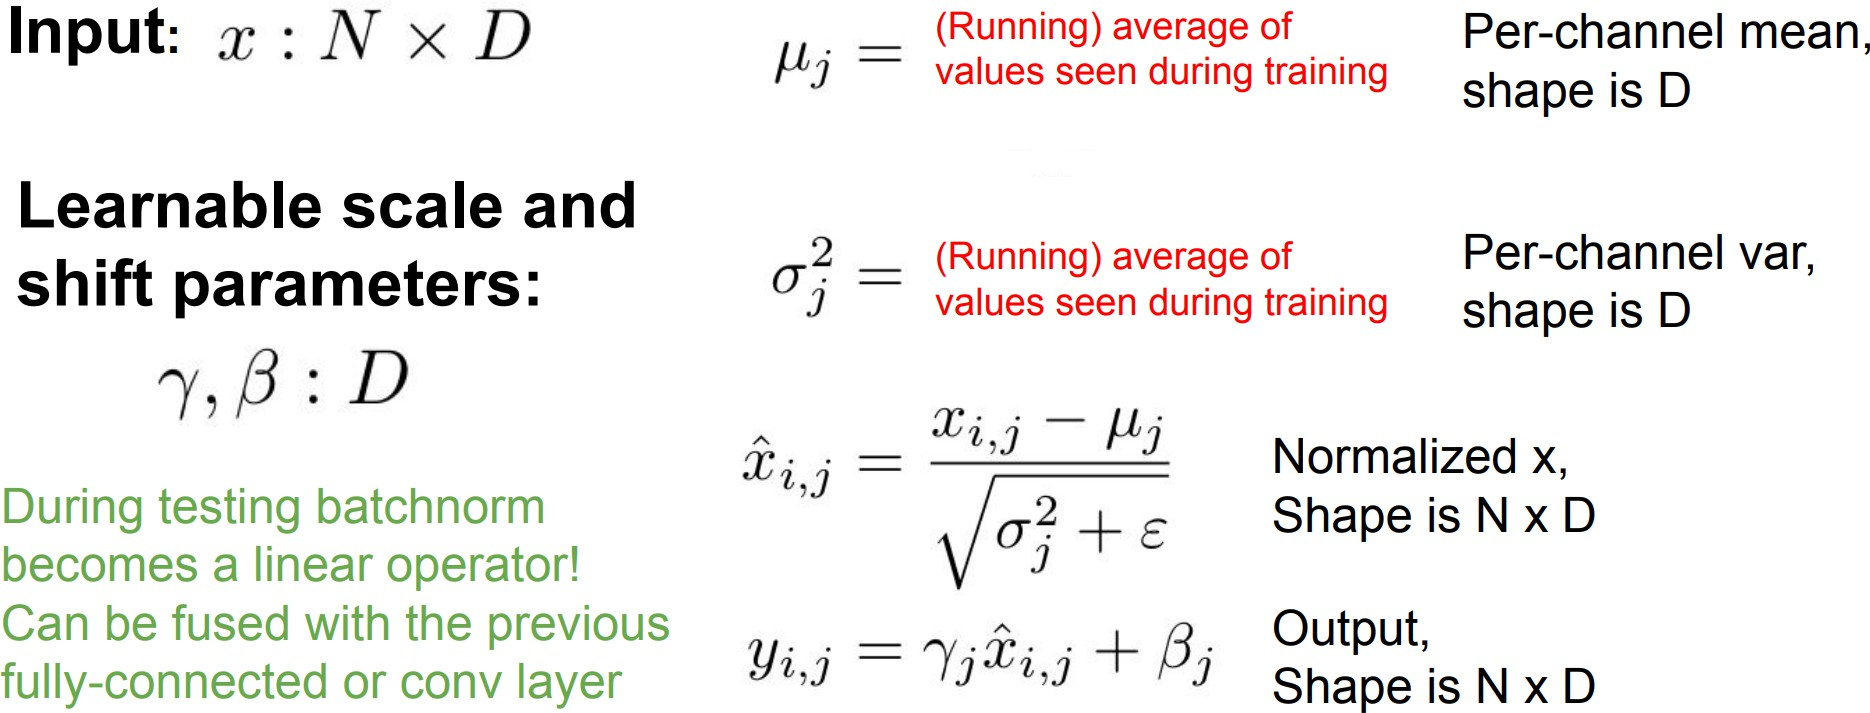 Input: x : N × D
Learnable scale and
shift parameters:
γ, β : D
During testing batchnorm
becomes a linear operator!
Can be fused with the previous
fully-connected or conv layer
μ_j = (Running) average of
values seen during training
Per-channel mean,
shape is D
σ_j^2 = (Running) average of
values seen during training
Per-channel var,
shape is D
x̂_{i,j} = \frac{x_{i,j} − μ_j}{\sqrt{σ_j^2 + ε}}
Normalized x,
Shape is N x D
y_{i,j} = γ_j x̂_{i,j} + β_j
Output,
Shape is N x D